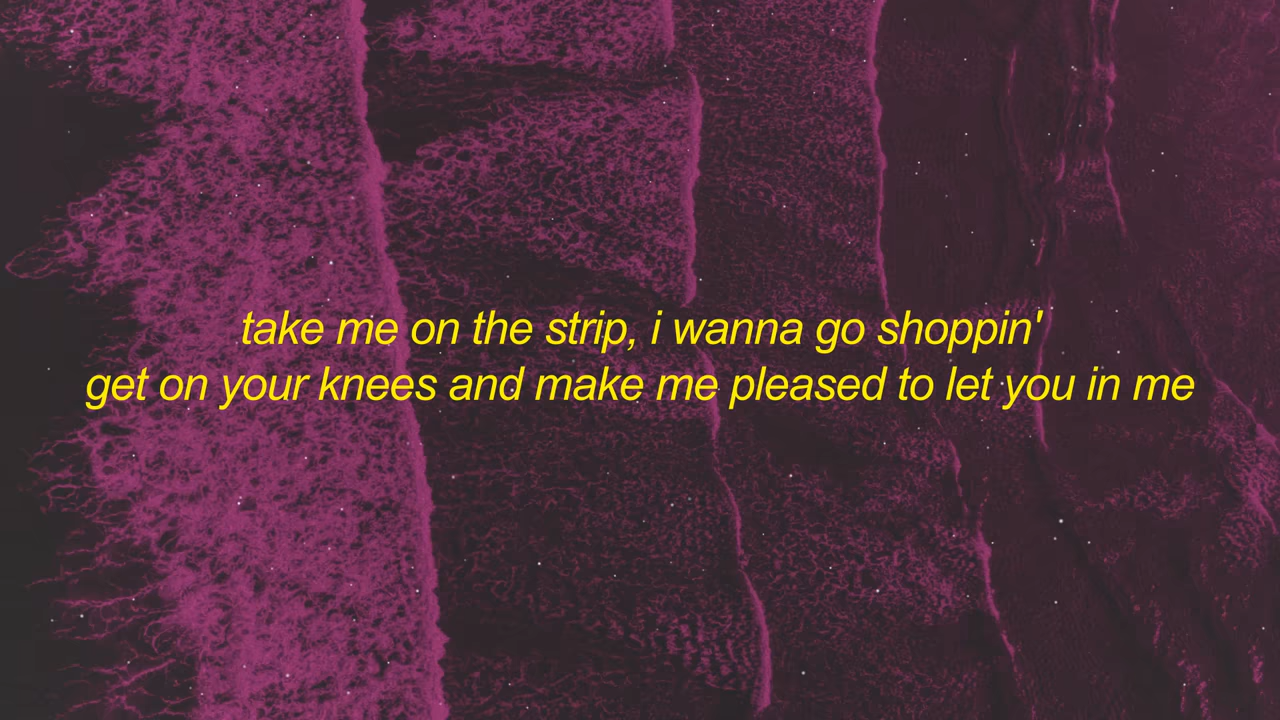 take me on the strip, i wanna go shoppin'
get on your knees and make me pleased to let you in me